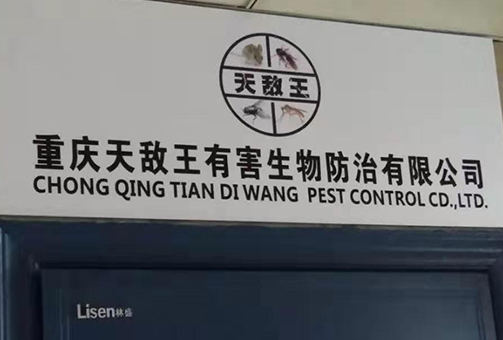 天敌王
重庆天敌王有害生物防治有限公司
CHONG QING TIAN DI WANG PEST CONTROL CD.,LTD.
Lisen林盛